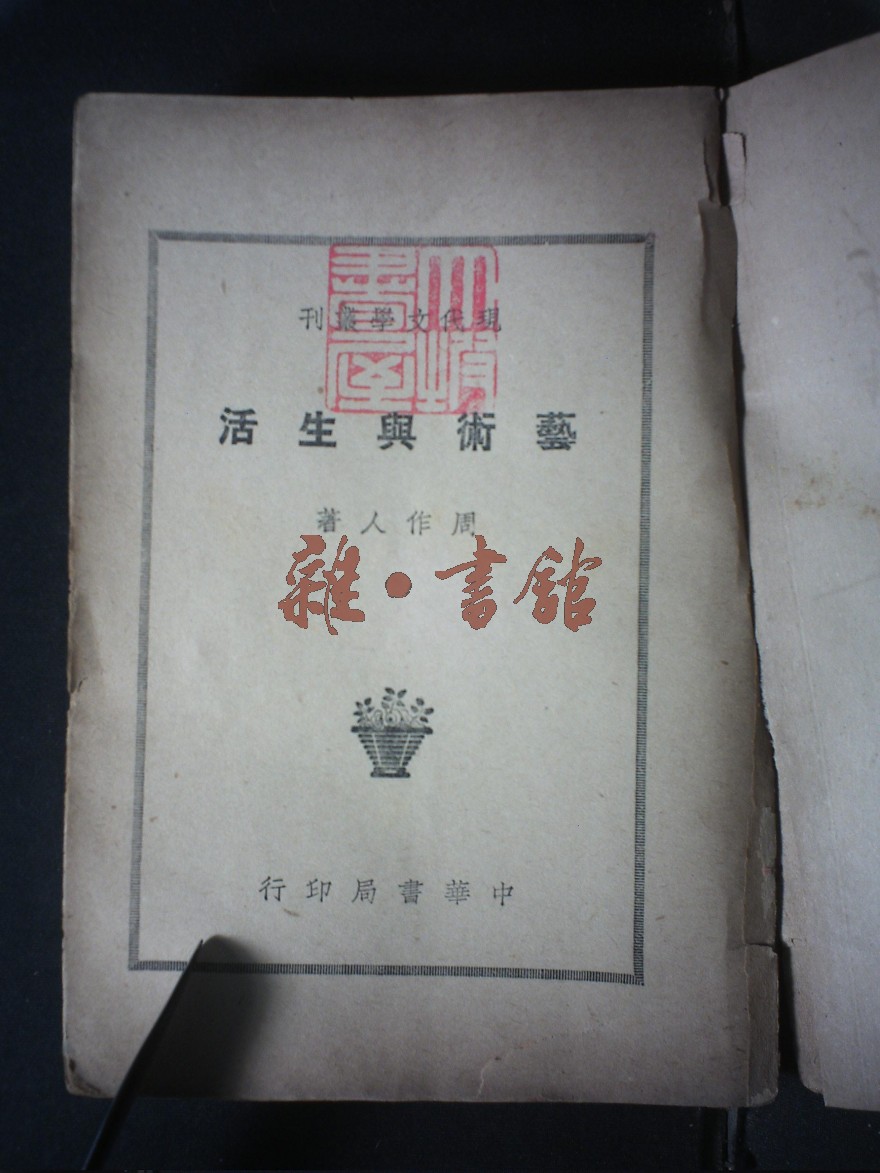 現代文學叢刊
藝術與生活
周作人著
雜·書館
中華書局印行